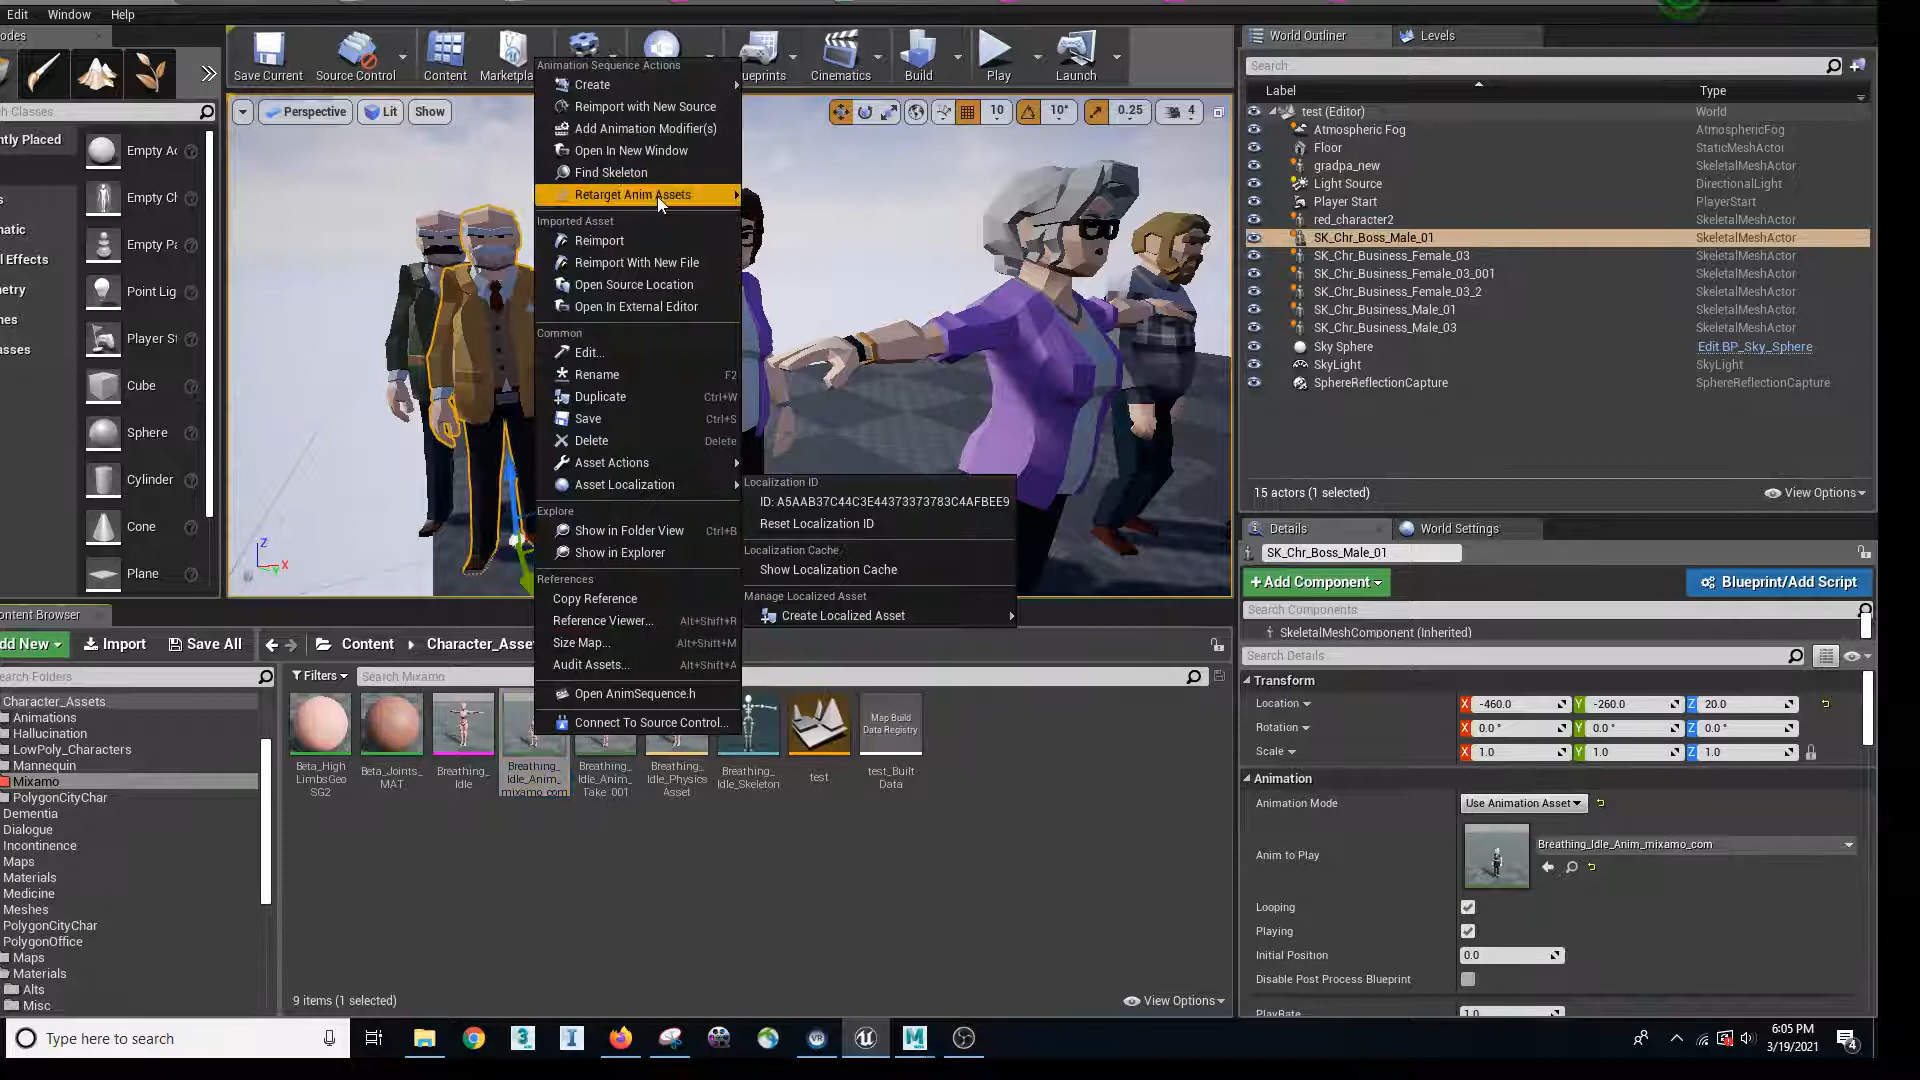 Edit Window Help
odes
Save Current
Source Control
Content
Marketpla
eprints
Cinematics
Build
Play
Launch
ch Classes
ntly Placed
s
matic
l Effects
metry
nes
asses
Empty Ac
Empty Ch
Empty Pa
Point Lig
Player St
Cube
Sphere
Cylinder
Cone
Plane
Perspective
Lit
Show
10
10°
0.25
4
Z
X
Y
Animation Sequence Actions
Create
Reimport with New Source
Add Animation Modifier(s)
Open In New Window
Find Skeleton
Retarget Anim Assets
Imported Asset
Reimport
Reimport With New File
Open Source Location
Open In External Editor
Common
Edit...
Rename F2
Duplicate Ctrl+W
Save Ctrl+S
Delete Delete
Asset Actions
Asset Localization
Explore
Show in Folder View Ctrl+B
Show in Explorer
References
Copy Reference
Reference Viewer... Alt+Shift+R
Size Map... Alt+Shift+M
Audit Assets... Alt+Shift+A
Open AnimSequence.h
Connect To Source Control...
Localization ID
ID: A5AAB37C44C3E44373373783C4AFBEE9
Reset Localization ID
Localization Cache
Show Localization Cache
Manage Localized Asset
Create Localized Asset
World Outliner
Levels
Search
Label Type
test (Editor) World
Atmospheric Fog AtmosphericFog
Floor StaticMeshActor
gradpa_new SkeletalMeshActor
Light Source DirectionalLight
Player Start PlayerStart
red_character2 SkeletalMeshActor
SK_Chr_Boss_Male_01 SkeletalMeshActor
SK_Chr_Business_Female_03 SkeletalMeshActor
SK_Chr_Business_Female_03_001 SkeletalMeshActor
SK_Chr_Business_Female_03_2 SkeletalMeshActor
SK_Chr_Business_Male_01 SkeletalMeshActor
SK_Chr_Business_Male_03 SkeletalMeshActor
Sky Sphere Edit BP_Sky_Sphere
SkyLight SkyLight
SphereReflectionCapture SphereReflectionCapture
15 actors (1 selected) View Options
Details
World Settings
SK_Chr_Boss_Male_01
+Add Component
Blueprint/Add Script
Search Components
SkeletalMeshComponent (Inherited)
Search Details
Transform
Location X -460.0 Y -260.0 Z 20.0
Rotation X 0.0° Y 0.0° Z 0.0°
Scale X 1.0 Y 1.0 Z 1.0
Animation
Animation Mode Use Animation Asset
Anim to Play Breathing_Idle_Anim_mixamo_com
Looping
Playing
Initial Position 0.0
Disable Post Process Blueprint
PlayRate 1.0
ontent Browser
dd New Import Save All Content Character_Asse
earch Folders
Filters
Search Mixamo
Character_Assets
Animations
Hallucination
LowPoly_Characters
Mannequin
Mixamo
PolygonCityChar
Dementia
Dialogue
Incontinence
Maps
Materials
Medicine
Meshes
PolygonCityChar
PolygonOffice
Maps
Materials
Alts
Misc
Beta_High
LimbsGeo
SG2
Beta_Joints_
MAT
Breathing_
Idle
Breathing_
Idle_Anim_
mixamo_com
Breathing_
Idle_Anim_
Take_001
Breathing_
Idle_Physics
Asset
Breathing_
Idle_Skeleton
test
Map Build
Data Registry
test_Built
Data
9 items (1 selected)
View Options
Type here to search
3
I
VR
M
6:05 PM
3/19/2021
4